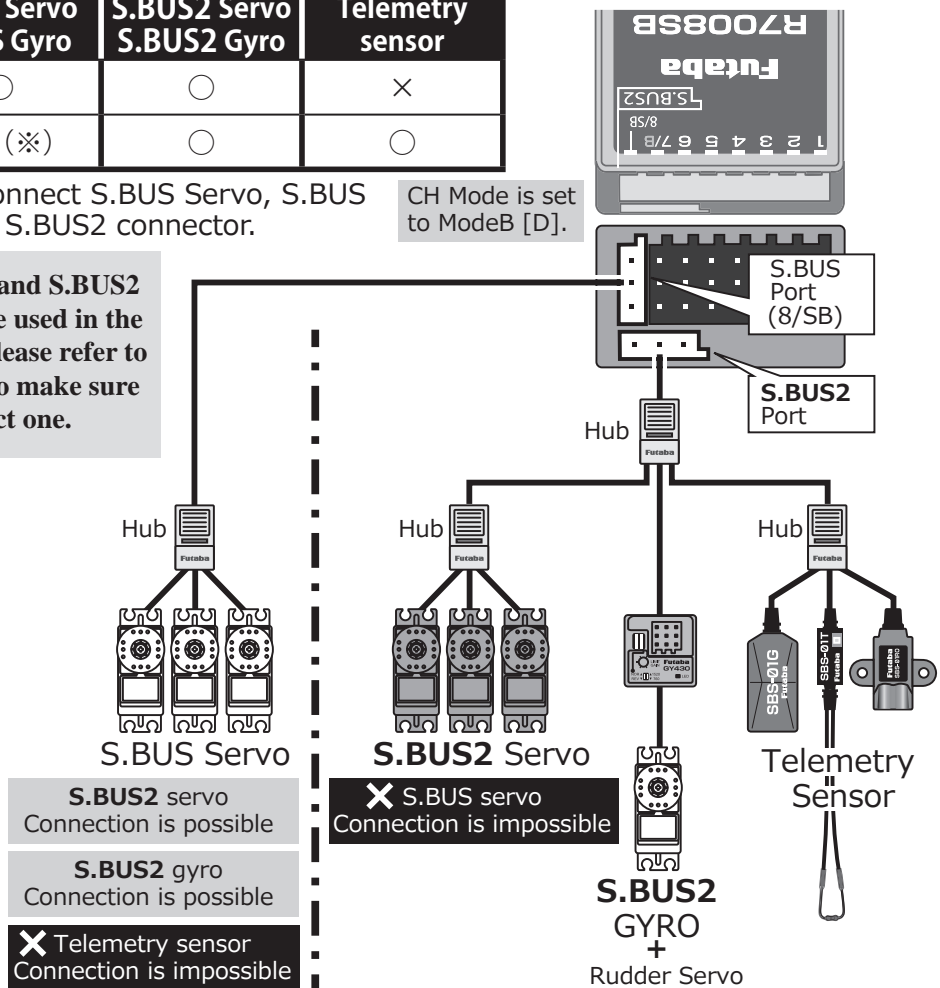 Servo
S.BUS2 Servo
Telemetry
Gyro
S.BUS2 Gyro
sensor
○
○
×
(※)
○
○
onnect S.BUS Servo, S.BUS
S.BUS2 connector.
CH Mode is set
to ModeB [D].
and S.BUS2
e used in the
lease refer to
o make sure
ct one.
R7008SB
Futaba
S.BUS2
8/SB
1 2 3 4 5 6 7/B
S.BUS
Port
(8/SB)
S.BUS2
Port
Hub
Futaba
Hub
Futaba
Hub
Futaba
Hub
Futaba
Futaba
GY430
SBS-01G
Futaba
SBS-01T
Futaba
SBS-01RO
Futaba
S.BUS Servo
S.BUS2 Servo
Telemetry
Sensor
S.BUS2 servo
Connection is possible
S.BUS2 gyro
Connection is possible
✕ Telemetry sensor
Connection is impossible
✕ S.BUS servo
Connection is impossible
S.BUS2
GYRO
+
Rudder Servo